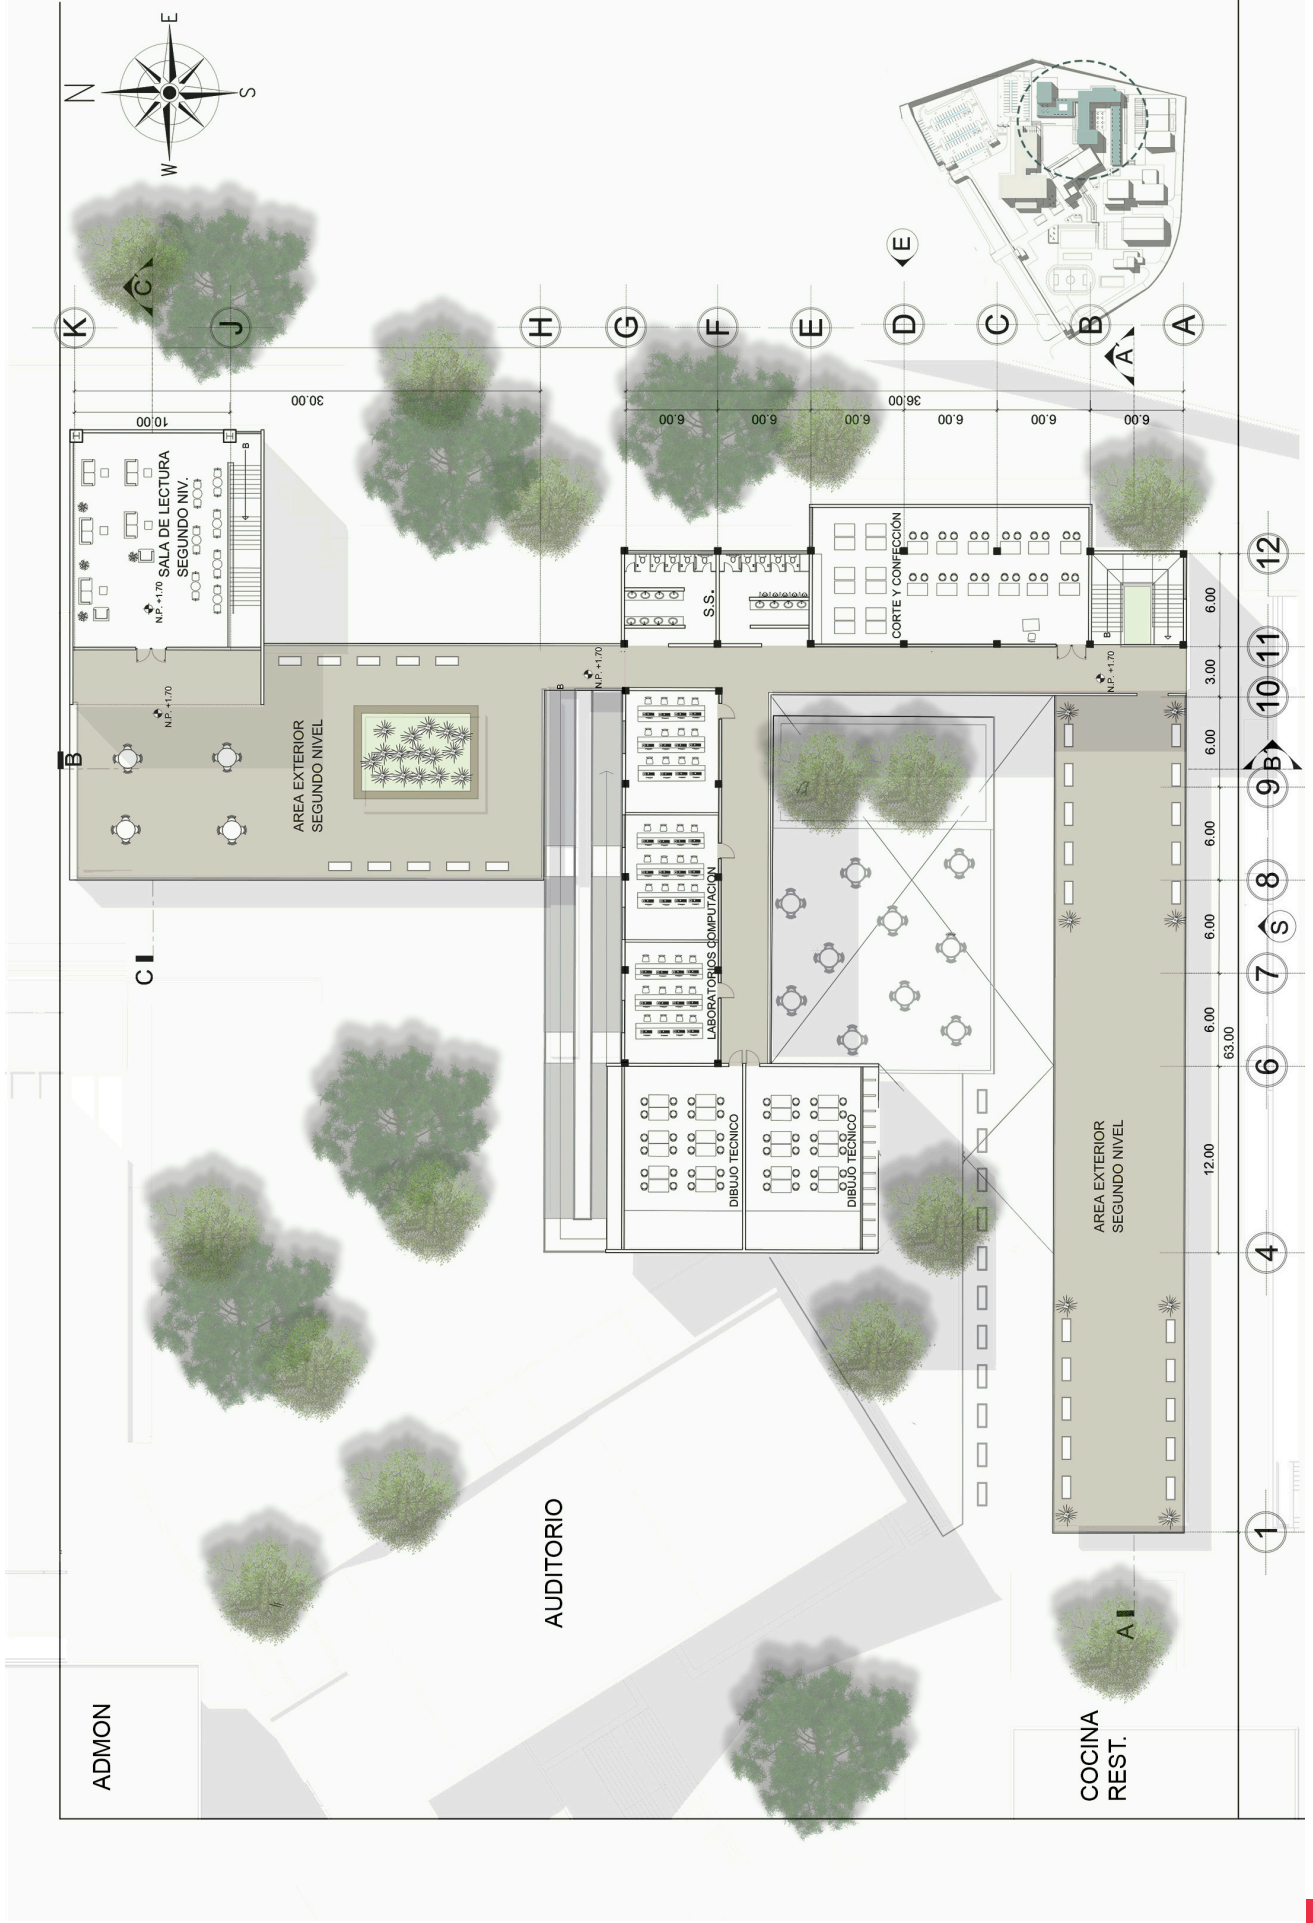 N
E
S
W
K
J
H
G
F
E
D
C
B
A
C'
E
A'
10.00
30.00
36.00
6.00
6.00
6.00
6.00
6.00
6.00
SALA DE LECTURA
SEGUNDO NIV.
N.P. +1.70
B
N.P. +1.70
B
AREA EXTERIOR
SEGUNDO NIVEL
C
N.P. +1.70
B
S.S.
CORTE Y CONFECCIÓN
B
N.P. +1.70
LABORATORIOS COMPUTACION
DIBUJO TECNICO
DIBUJO TECNICO
AREA EXTERIOR
SEGUNDO NIVEL
12
11
10
B'
9
8
S
7
6
4
1
6.00
3.00
6.00
6.00
6.00
6.00
63.00
12.00
AUDITORIO
ADMON
COCINA
REST.
A